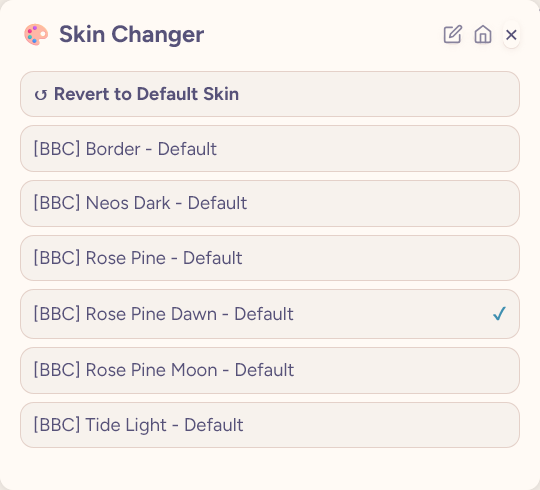 Skin Changer
↺ Revert to Default Skin
[BBC] Border - Default
[BBC] Neos Dark - Default
[BBC] Rose Pine - Default
[BBC] Rose Pine Dawn - Default ✓
[BBC] Rose Pine Moon - Default
[BBC] Tide Light - Default